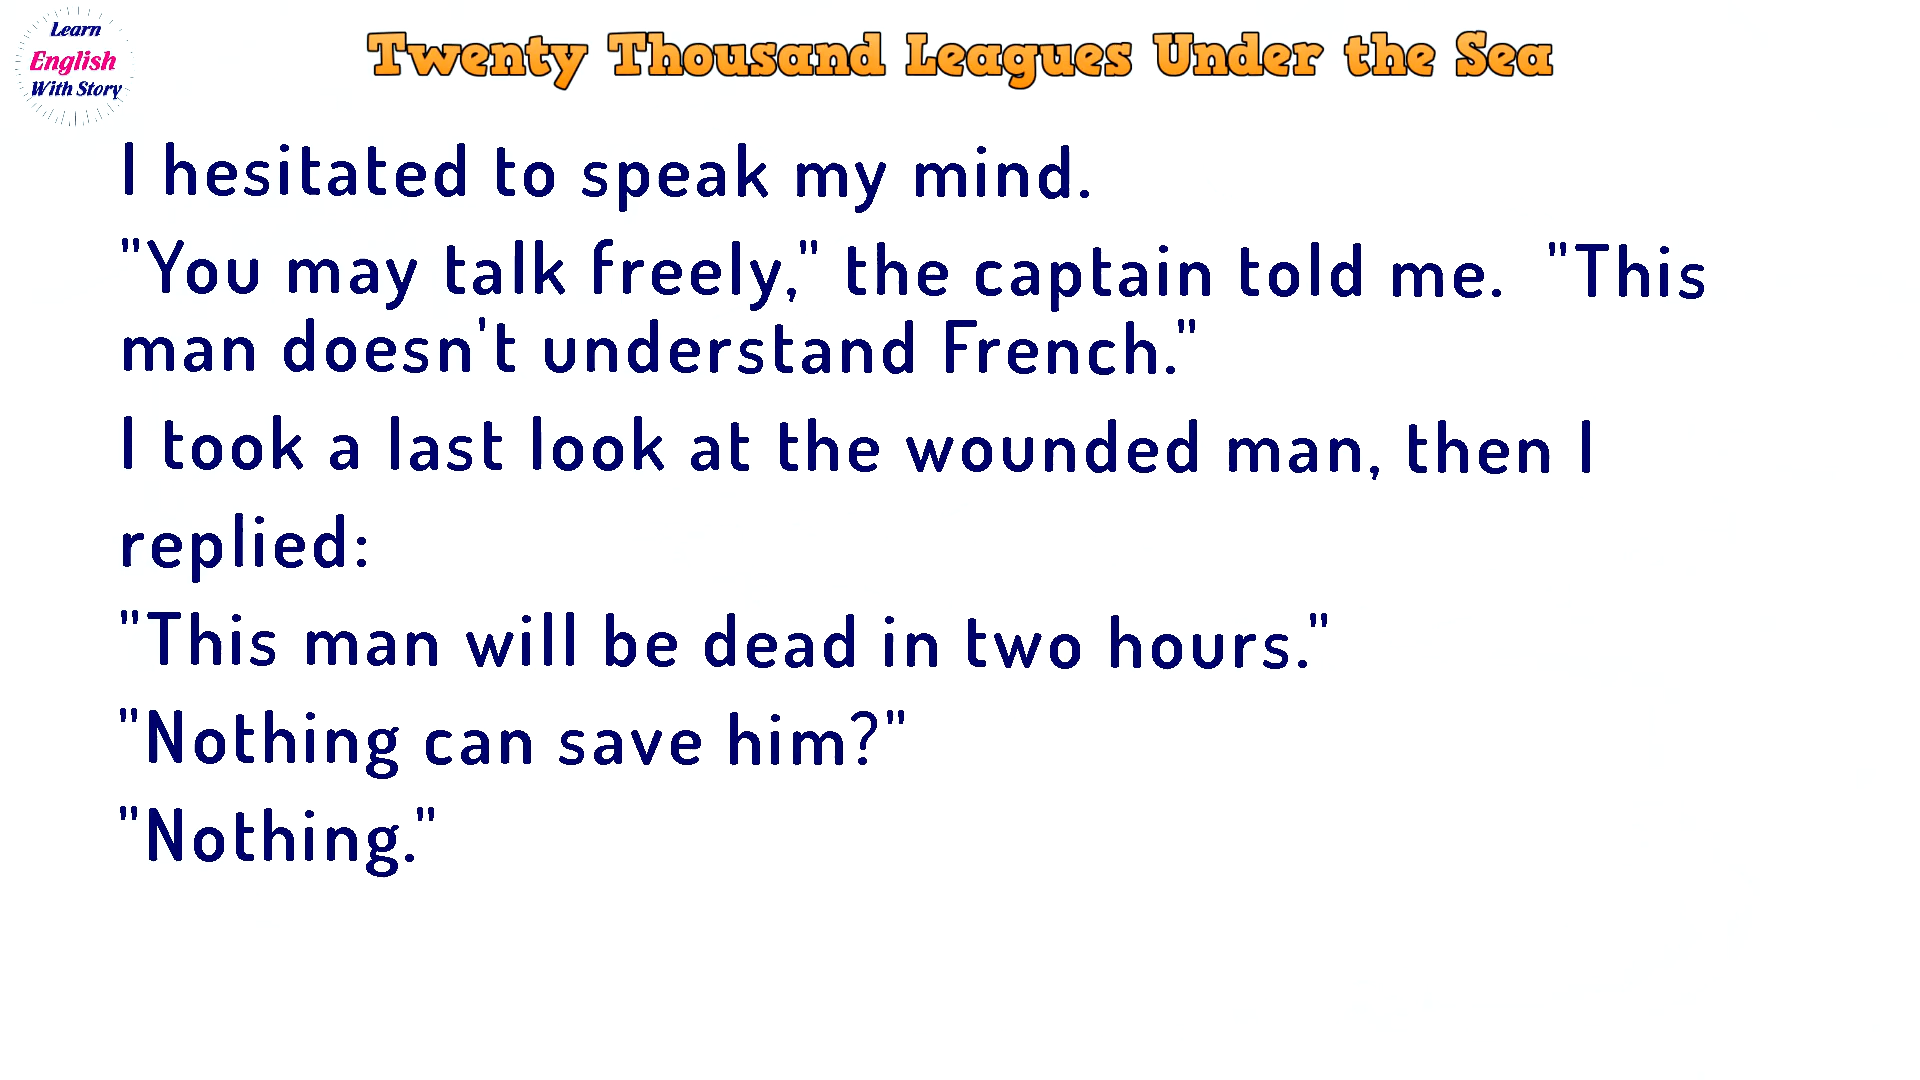 Learn
English
With Story
Twenty Thousand Leagues Under the Sea
I hesitated to speak my mind.
"You may talk freely," the captain told me.  "This
man doesn't understand French."
I took a last look at the wounded man, then I
replied:
"This man will be dead in two hours."
"Nothing can save him?"
"Nothing."